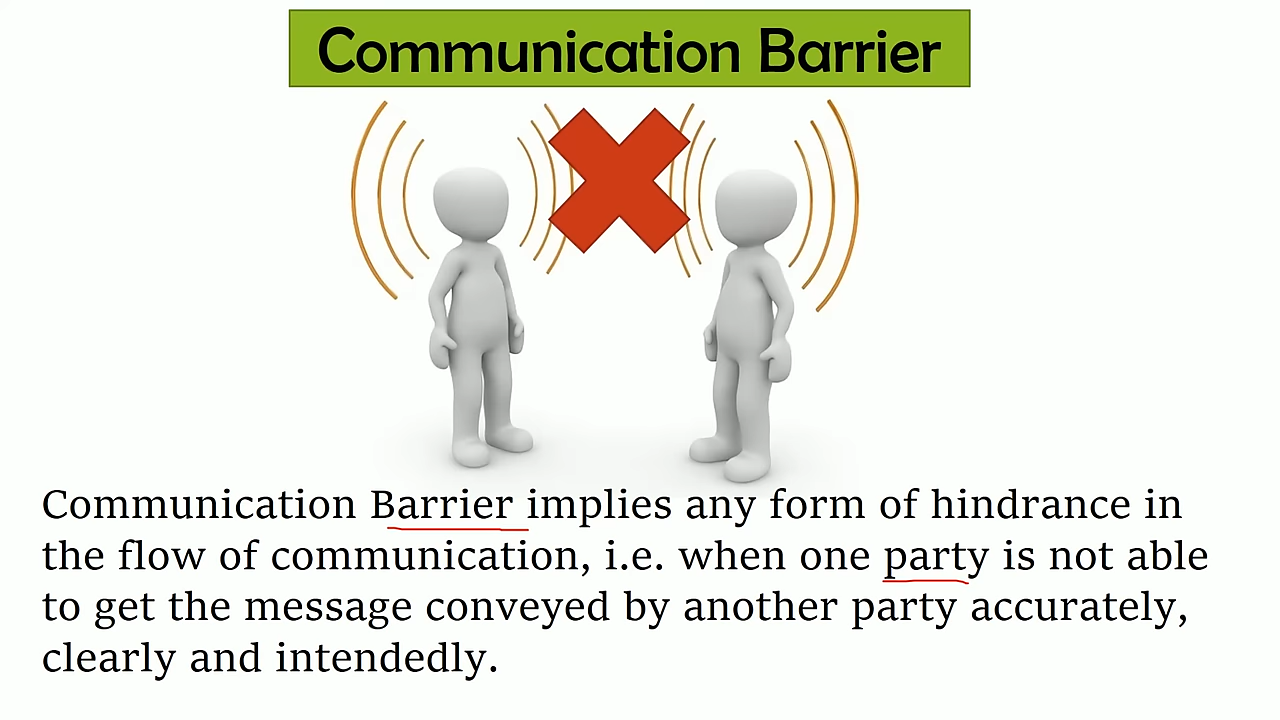 Communication Barrier
Communication Barrier implies any form of hindrance in
the flow of communication, i.e. when one party is not able
to get the message conveyed by another party accurately,
clearly and intendedly.